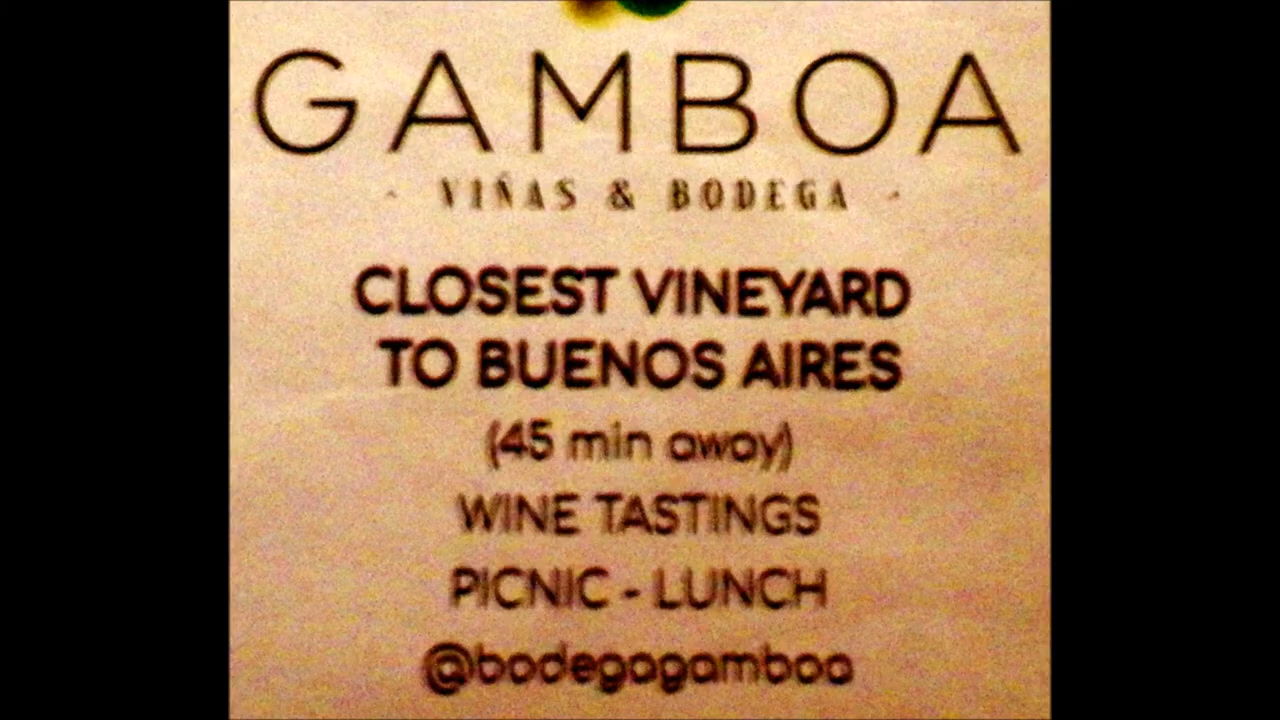 GAMBOA
- VIÑAS & BODEGA -
CLOSEST VINEYARD
TO BUENOS AIRES
(45 min away)
WINE TASTINGS
PICNIC - LUNCH
@bodegagamboa